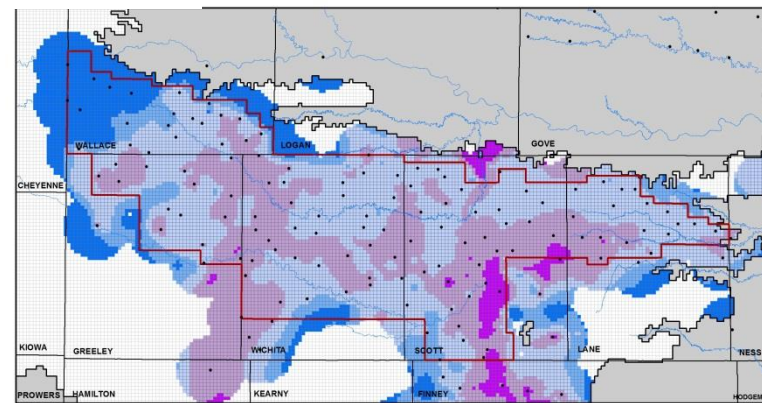 WALLACE
LOGAN
GOVE
CHEYENNE
KIOWA
GREELEY
WICHITA
SCOTT
LANE
NESS
PROWERS
HAMILTON
KEARNY
FINNEY
HODGEM